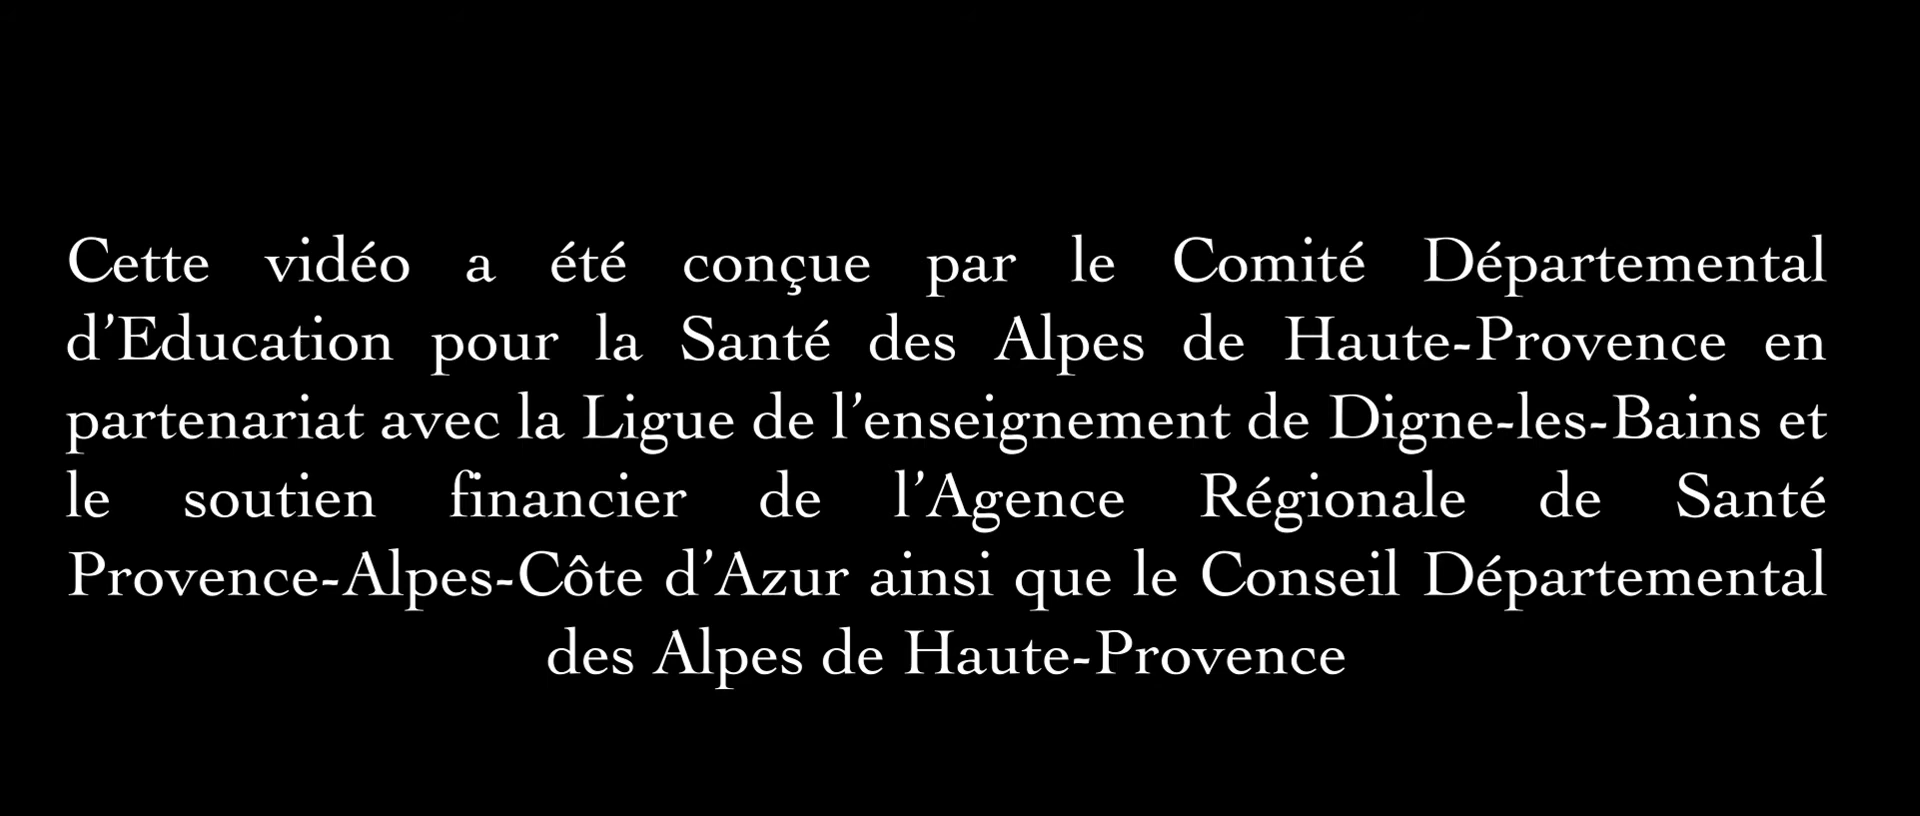 Cette vidéo a été conçue par le Comité Départemental
d’Education pour la Santé des Alpes de Haute-Provence en
partenariat avec la Ligue de l’enseignement de Digne-les-Bains et
le soutien financier de l’Agence Régionale de Santé
Provence-Alpes-Côte d’Azur ainsi que le Conseil Départemental
des Alpes de Haute-Provence